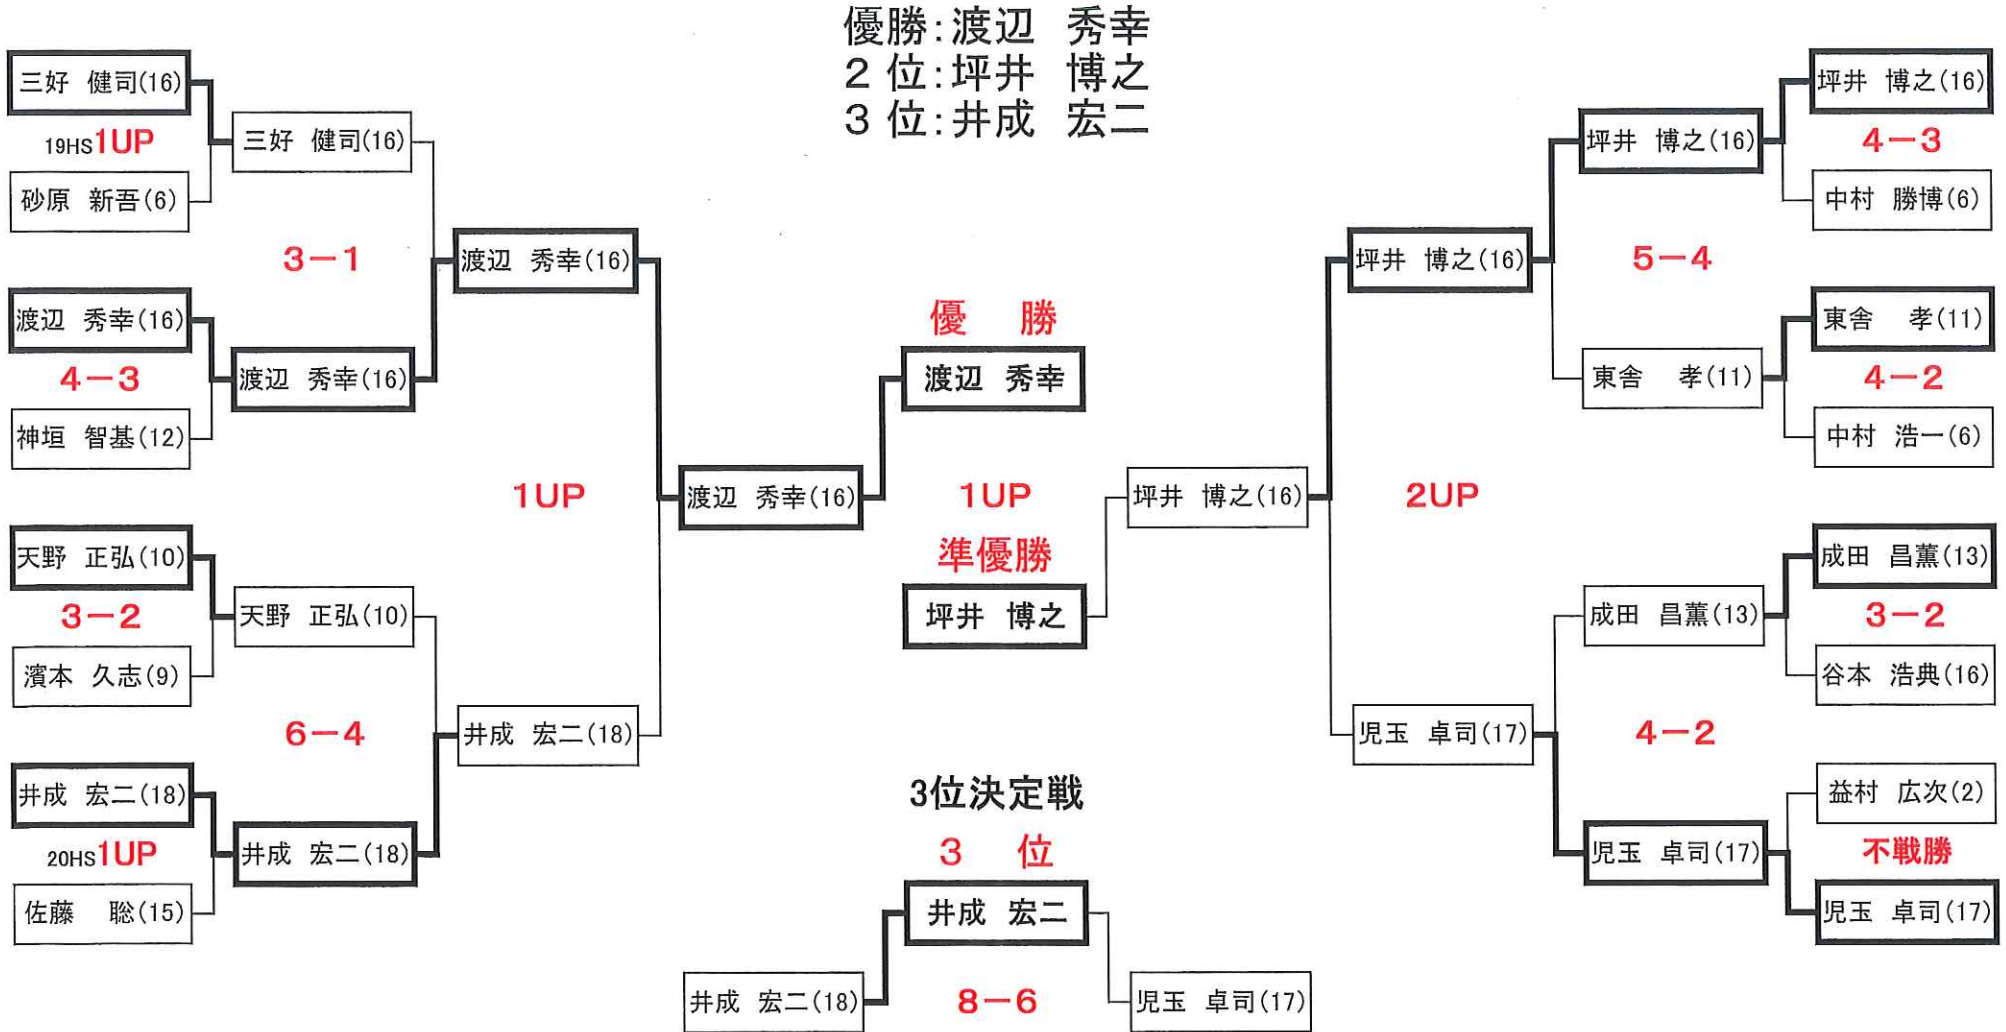 優勝:渡辺 秀幸
2 位:坪井 博之
3 位:井成 宏二
三好 健司(16)
19HS 1UP
砂原 新吾(6)
三好 健司(16)
3-1
渡辺 秀幸(16)
4-3
神垣 智基(12)
渡辺 秀幸(16)
渡辺 秀幸(16)
1UP
天野 正弘(10)
3-2
濱本 久志(9)
天野 正弘(10)
6-4
井成 宏二(18)
20HS 1UP
佐藤 聡(15)
井成 宏二(18)
井成 宏二(18)
渡辺 秀幸(16)
優 勝
渡辺 秀幸
1UP
準優勝
坪井 博之
坪井 博之(16)
坪井 博之(16)
2UP
児玉 卓司(17)
坪井 博之(16)
5-4
東舎 孝(11)
坪井 博之(16)
4-3
中村 勝博(6)
東舎 孝(11)
4-2
中村 浩一(6)
成田 昌薫(13)
4-2
児玉 卓司(17)
成田 昌薫(13)
3-2
谷本 浩典(16)
益村 広次(2)
不戦勝
児玉 卓司(17)
3位決定戦
3 位
井成 宏二
井成 宏二(18)
8-6
児玉 卓司(17)